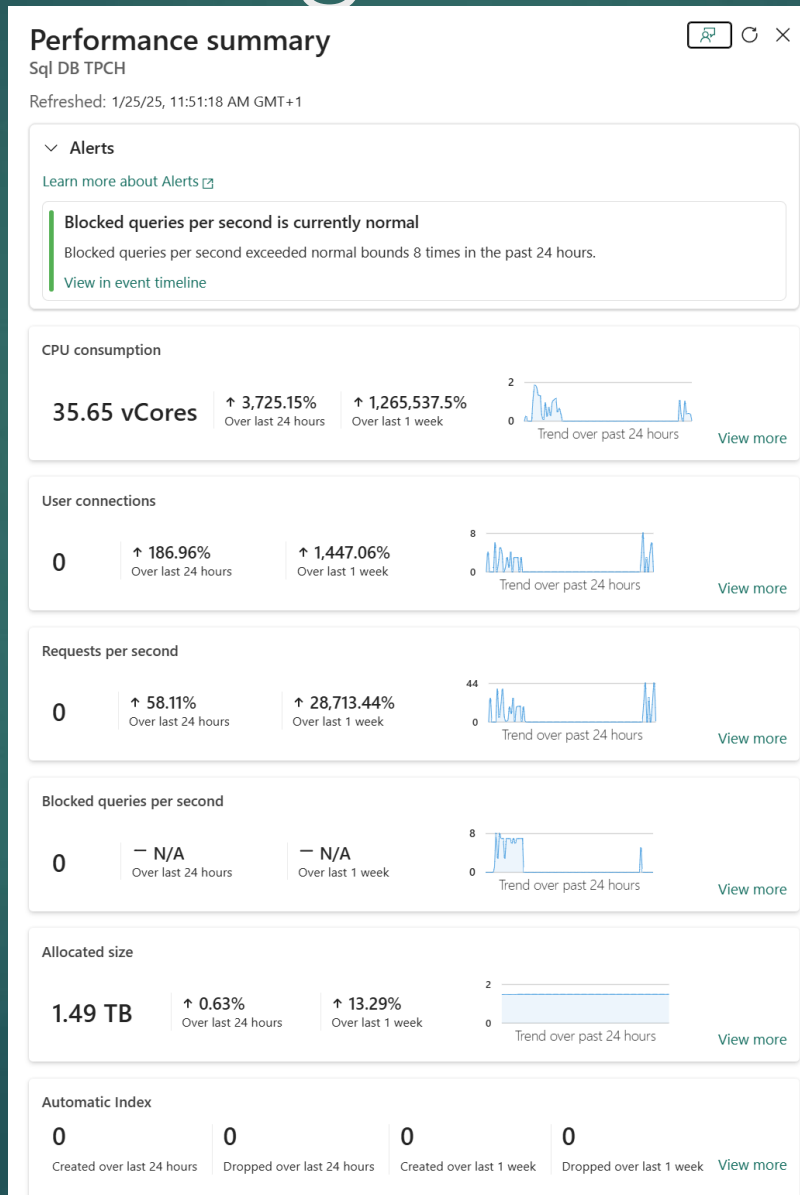 Performance summary
Sql DB TPCH
Refreshed: 1/25/25, 11:51:18 AM GMT+1
Alerts
Learn more about Alerts
Blocked queries per second is currently normal
Blocked queries per second exceeded normal bounds 8 times in the past 24 hours.
View in event timeline
CPU consumption
35.65 vCores
↑ 3,725.15%
Over last 24 hours
↑ 1,265,537.5%
Over last 1 week
2
0
Trend over past 24 hours
View more
User connections
0
↑ 186.96%
Over last 24 hours
↑ 1,447.06%
Over last 1 week
8
0
Trend over past 24 hours
View more
Requests per second
0
↑ 58.11%
Over last 24 hours
↑ 28,713.44%
Over last 1 week
44
0
Trend over past 24 hours
View more
Blocked queries per second
0
— N/A
Over last 24 hours
— N/A
Over last 1 week
8
0
Trend over past 24 hours
View more
Allocated size
1.49 TB
↑ 0.63%
Over last 24 hours
↑ 13.29%
Over last 1 week
2
0
Trend over past 24 hours
View more
Automatic Index
0
Created over last 24 hours
0
Dropped over last 24 hours
0
Created over last 1 week
0
Dropped over last 1 week
View more